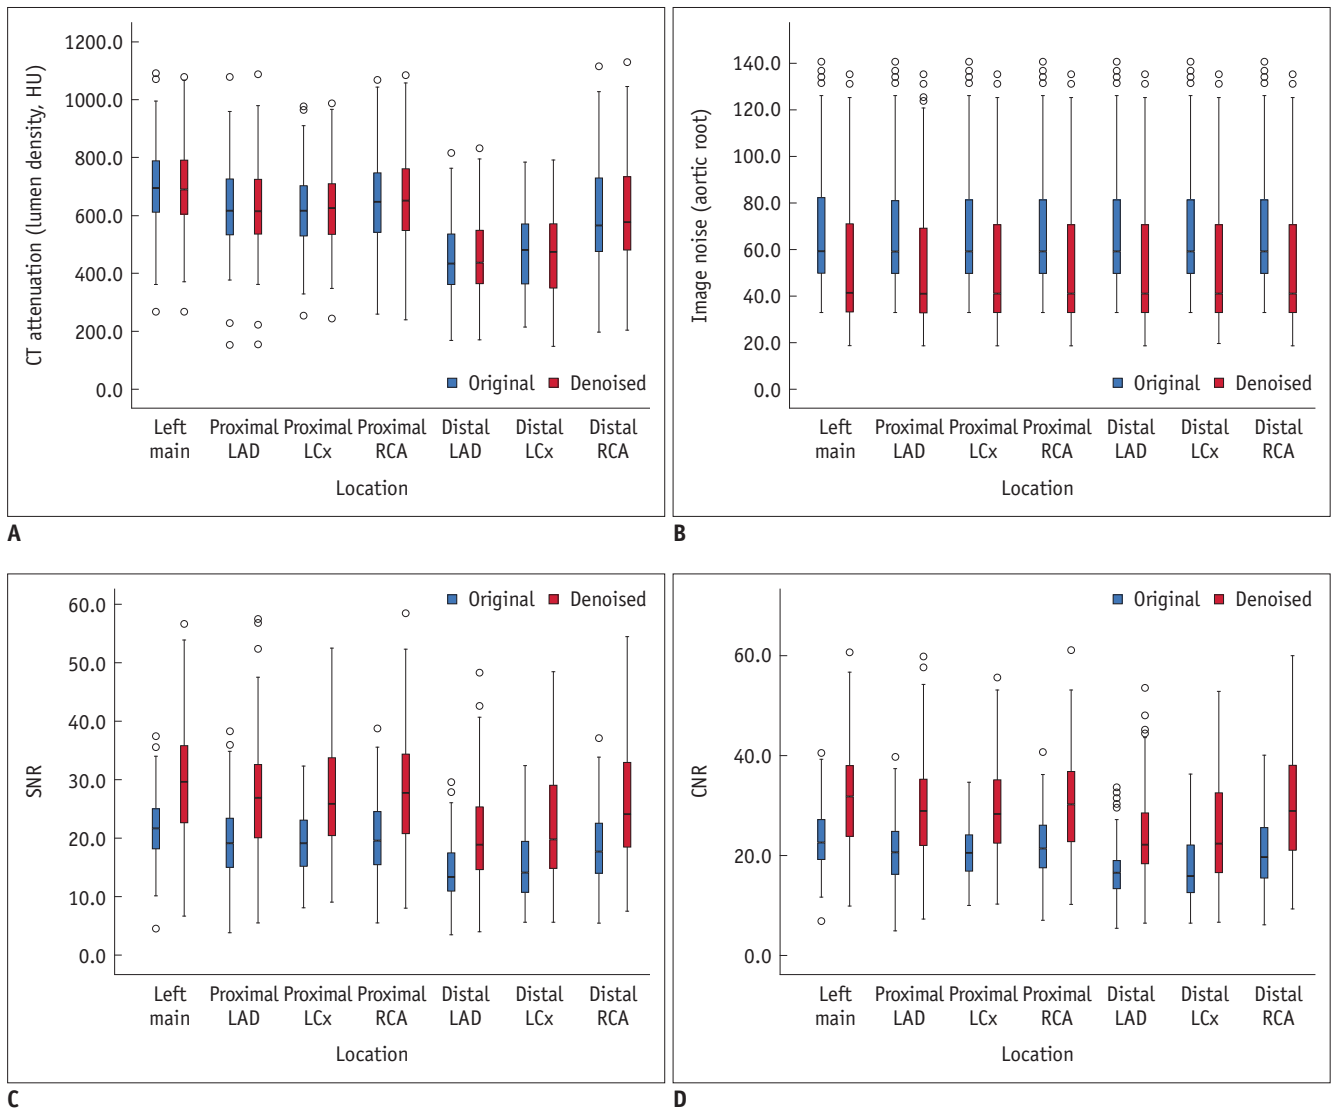 CT attenuation (lumen density, HU)
1200.0
1000.0
800.0
600.0
400.0
200.0
0.0
Original Denoised
Left main
Proximal LAD
Proximal LCx
Proximal RCA
Distal LAD
Distal LCx
Distal RCA
Location
A
Image noise (aortic root)
140.0
120.0
100.0
80.0
60.0
40.0
20.0
0.0
Original Denoised
Left main
Proximal LAD
Proximal LCx
Proximal RCA
Distal LAD
Distal LCx
Distal RCA
Location
B
SNR
60.0
50.0
40.0
30.0
20.0
10.0
0.0
Original Denoised
Left main
Proximal LAD
Proximal LCx
Proximal RCA
Distal LAD
Distal LCx
Distal RCA
Location
C
CNR
60.0
40.0
20.0
0.0
Original Denoised
Left main
Proximal LAD
Proximal LCx
Proximal RCA
Distal LAD
Distal LCx
Distal RCA
Location
D